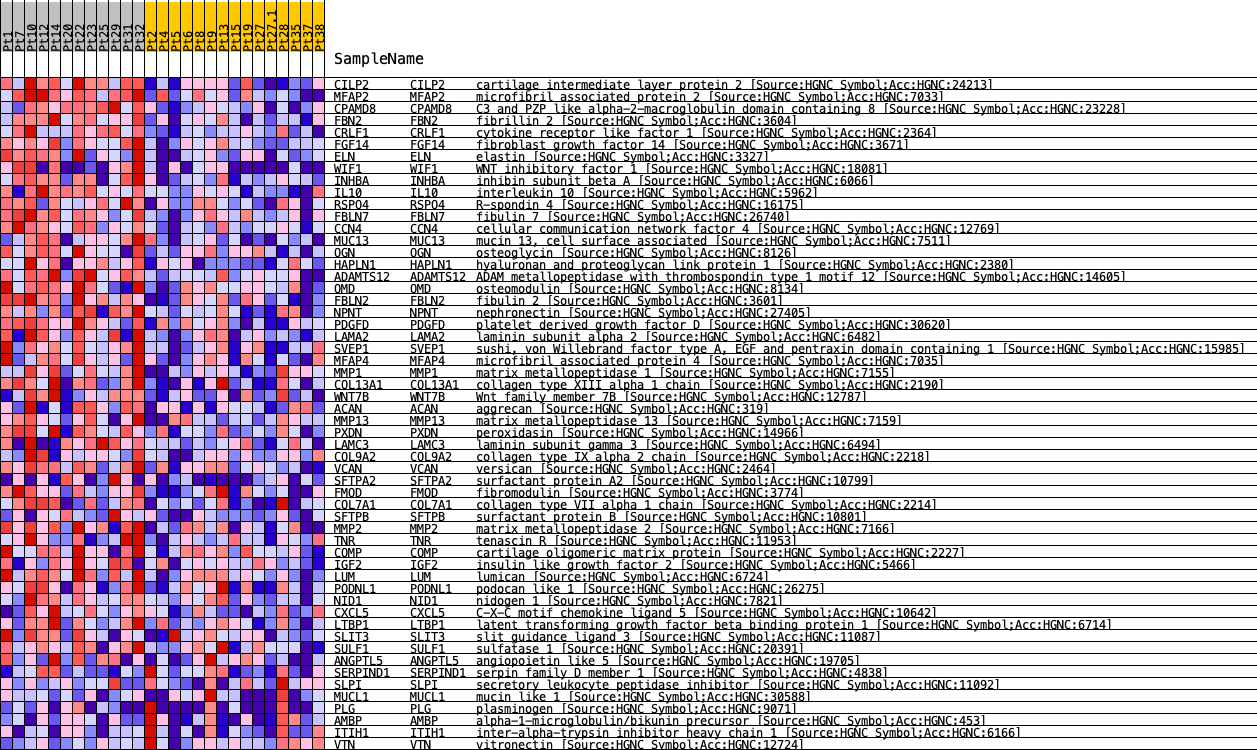 Pt1 Pt7 Pt10 Pt12 Pt14 Pt20 Pt22 Pt23 Pt25 Pt29 Pt31 Pt32 Pt2 Pt4 Pt5 Pt6 Pt8 Pt9 Pt13 Pt15 Pt19 Pt27 Pt27.1 Pt28 Pt35 Pt37 Pt38
SampleName
CILP2 CILP2 cartilage intermediate layer protein 2 [Source:HGNC Symbol;Acc:HGNC:24213]
MFAP2 MFAP2 microfibril associated protein 2 [Source:HGNC Symbol;Acc:HGNC:7033]
CPAMD8 CPAMD8 C3 and PZP like alpha-2-macroglobulin domain containing 8 [Source:HGNC Symbol;Acc:HGNC:23228]
FBN2 FBN2 fibrillin 2 [Source:HGNC Symbol;Acc:HGNC:3604]
CRLF1 CRLF1 cytokine receptor like factor 1 [Source:HGNC Symbol;Acc:HGNC:2364]
FGF14 FGF14 fibroblast growth factor 14 [Source:HGNC Symbol;Acc:HGNC:3671]
ELN ELN elastin [Source:HGNC Symbol;Acc:HGNC:3327]
WIF1 WIF1 WNT inhibitory factor 1 [Source:HGNC Symbol;Acc:HGNC:18081]
INHBA INHBA inhibin subunit beta A [Source:HGNC Symbol;Acc:HGNC:6066]
IL10 IL10 interleukin 10 [Source:HGNC Symbol;Acc:HGNC:5962]
RSPO4 RSPO4 R-spondin 4 [Source:HGNC Symbol;Acc:HGNC:16175]
FBLN7 FBLN7 fibulin 7 [Source:HGNC Symbol;Acc:HGNC:26740]
CCN4 CCN4 cellular communication network factor 4 [Source:HGNC Symbol;Acc:HGNC:12769]
MUC13 MUC13 mucin 13, cell surface associated [Source:HGNC Symbol;Acc:HGNC:7511]
OGN OGN osteoglycin [Source:HGNC Symbol;Acc:HGNC:8126]
HAPLN1 HAPLN1 hyaluronan and proteoglycan link protein 1 [Source:HGNC Symbol;Acc:HGNC:2380]
ADAMTS12 ADAMTS12 ADAM metallopeptidase with thrombospondin type 1 motif 12 [Source:HGNC Symbol;Acc:HGNC:14605]
OMD OMD osteomodulin [Source:HGNC Symbol;Acc:HGNC:8134]
FBLN2 FBLN2 fibulin 2 [Source:HGNC Symbol;Acc:HGNC:3601]
NPNT NPNT nephronectin [Source:HGNC Symbol;Acc:HGNC:27405]
PDGFD PDGFD platelet derived growth factor D [Source:HGNC Symbol;Acc:HGNC:30620]
LAMA2 LAMA2 laminin subunit alpha 2 [Source:HGNC Symbol;Acc:HGNC:6482]
SVEP1 SVEP1 sushi, von Willebrand factor type A, EGF and pentraxin domain containing 1 [Source:HGNC Symbol;Acc:HGNC:15985]
MFAP4 MFAP4 microfibril associated protein 4 [Source:HGNC Symbol;Acc:HGNC:7035]
MMP1 MMP1 matrix metallopeptidase 1 [Source:HGNC Symbol;Acc:HGNC:7155]
COL13A1 COL13A1 collagen type XIII alpha 1 chain [Source:HGNC Symbol;Acc:HGNC:2190]
WNT7B WNT7B Wnt family member 7B [Source:HGNC Symbol;Acc:HGNC:12787]
ACAN ACAN aggrecan [Source:HGNC Symbol;Acc:HGNC:319]
MMP13 MMP13 matrix metallopeptidase 13 [Source:HGNC Symbol;Acc:HGNC:7159]
PXDN PXDN peroxidasin [Source:HGNC Symbol;Acc:HGNC:14966]
LAMC3 LAMC3 laminin subunit gamma 3 [Source:HGNC Symbol;Acc:HGNC:6494]
COL9A2 COL9A2 collagen type IX alpha 2 chain [Source:HGNC Symbol;Acc:HGNC:2218]
VCAN VCAN versican [Source:HGNC Symbol;Acc:HGNC:2464]
SFTPA2 SFTPA2 surfactant protein A2 [Source:HGNC Symbol;Acc:HGNC:10799]
FMOD FMOD fibromodulin [Source:HGNC Symbol;Acc:HGNC:3774]
COL7A1 COL7A1 collagen type VII alpha 1 chain [Source:HGNC Symbol;Acc:HGNC:2214]
SFTPB SFTPB surfactant protein B [Source:HGNC Symbol;Acc:HGNC:10801]
MMP2 MMP2 matrix metallopeptidase 2 [Source:HGNC Symbol;Acc:HGNC:7166]
TNR TNR tenascin R [Source:HGNC Symbol;Acc:HGNC:11953]
COMP COMP cartilage oligomeric matrix protein [Source:HGNC Symbol;Acc:HGNC:2227]
IGF2 IGF2 insulin like growth factor 2 [Source:HGNC Symbol;Acc:HGNC:5466]
LUM LUM lumican [Source:HGNC Symbol;Acc:HGNC:6724]
PODNL1 PODNL1 podocan like 1 [Source:HGNC Symbol;Acc:HGNC:26275]
NID1 NID1 nidogen 1 [Source:HGNC Symbol;Acc:HGNC:7821]
CXCL5 CXCL5 C-X-C motif chemokine ligand 5 [Source:HGNC Symbol;Acc:HGNC:10642]
LTBP1 LTBP1 latent transforming growth factor beta binding protein 1 [Source:HGNC Symbol;Acc:HGNC:6714]
SLIT3 SLIT3 slit guidance ligand 3 [Source:HGNC Symbol;Acc:HGNC:11087]
SULF1 SULF1 sulfatase 1 [Source:HGNC Symbol;Acc:HGNC:20391]
ANGPTL5 ANGPTL5 angiopoietin like 5 [Source:HGNC Symbol;Acc:HGNC:19705]
SERPIND1 SERPIND1 serpin family D member 1 [Source:HGNC Symbol;Acc:HGNC:4838]
SLPI SLPI secretory leukocyte peptidase inhibitor [Source:HGNC Symbol;Acc:HGNC:11092]
MUCL1 MUCL1 mucin like 1 [Source:HGNC Symbol;Acc:HGNC:30588]
PLG PLG plasminogen [Source:HGNC Symbol;Acc:HGNC:9071]
AMBP AMBP alpha-1-microglobulin/bikunin precursor [Source:HGNC Symbol;Acc:HGNC:453]
ITIH1 ITIH1 inter-alpha-trypsin inhibitor heavy chain 1 [Source:HGNC Symbol;Acc:HGNC:6166]
VTN VTN vitronectin [Source:HGNC Symbol;Acc:HGNC:12724]